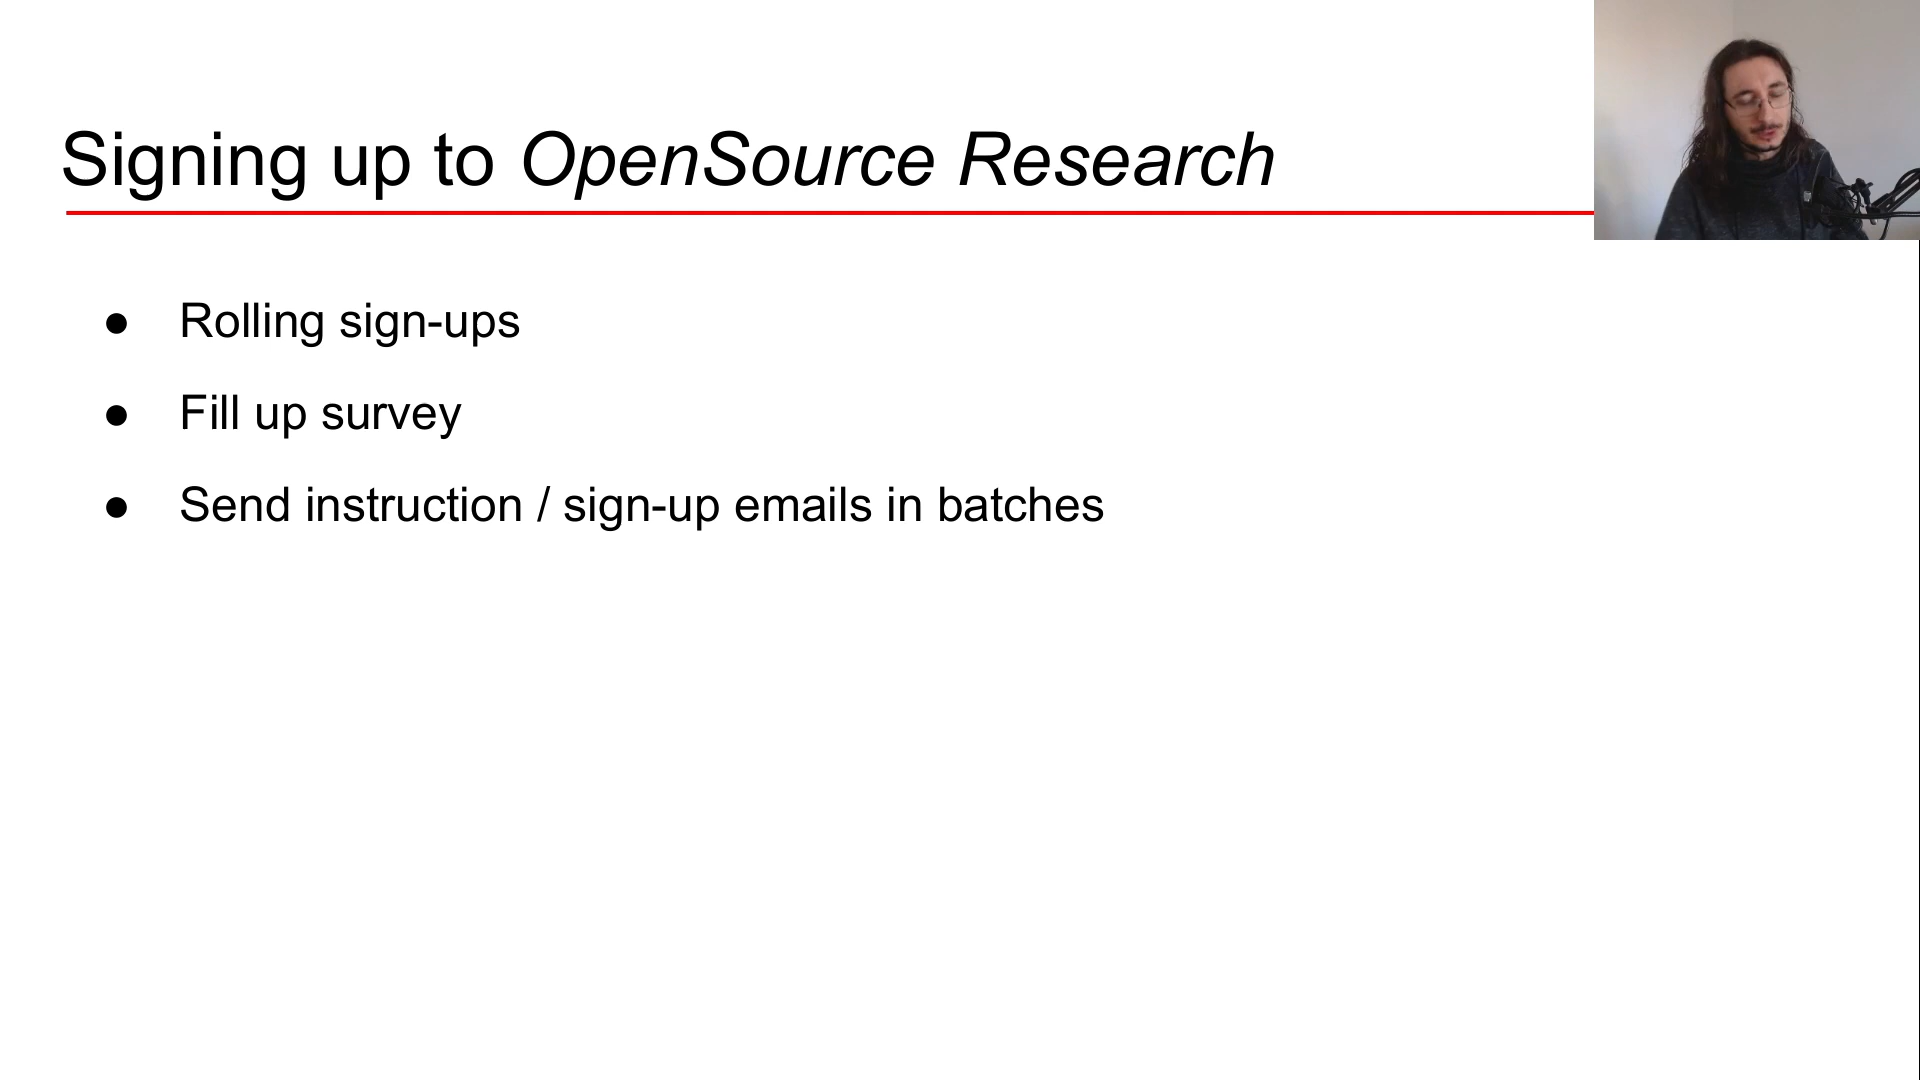 Signing up to OpenSource Research
● Rolling sign-ups
● Fill up survey
● Send instruction / sign-up emails in batches